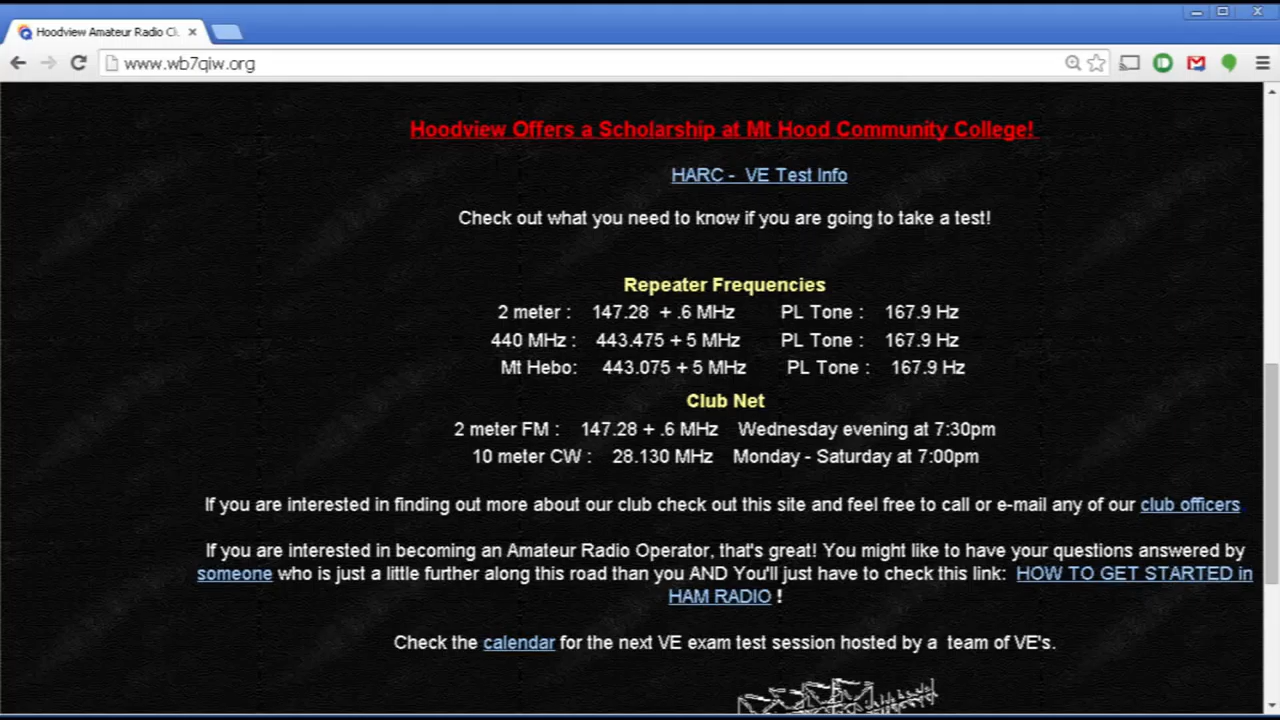 Hoodview Amateur Radio Cl
www.wb7qiw.org
Hoodview Offers a Scholarship at Mt Hood Community College!
HARC - VE Test Info
Check out what you need to know if you are going to take a test!
Repeater Frequencies
2 meter : 147.28 + .6 MHz PL Tone : 167.9 Hz
440 MHz : 443.475 + 5 MHz PL Tone : 167.9 Hz
Mt Hebo: 443.075 + 5 MHz PL Tone : 167.9 Hz
Club Net
2 meter FM : 147.28 + .6 MHz Wednesday evening at 7:30pm
10 meter CW : 28.130 MHz Monday - Saturday at 7:00pm
If you are interested in finding out more about our club check out this site and feel free to call or e-mail any of our club officers
If you are interested in becoming an Amateur Radio Operator, that's great! You might like to have your questions answered by
someone who is just a little further along this road than you AND You'll just have to check this link: HOW TO GET STARTED in
HAM RADIO !
Check the calendar for the next VE exam test session hosted by a team of VE's.